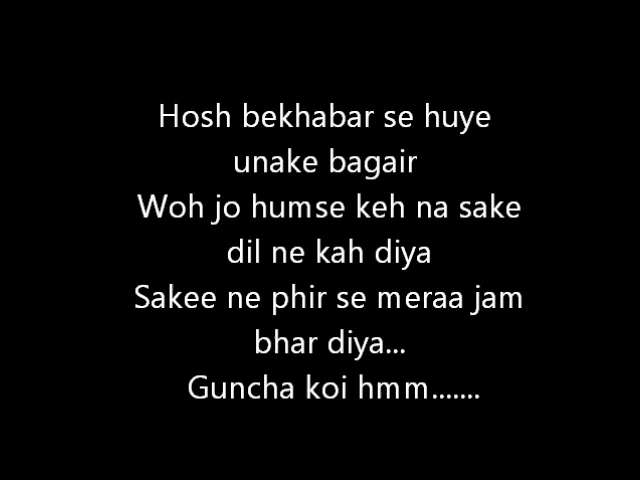 Hosh bekhabar se huye
unake bagair
Woh jo humse keh na sake
dil ne kah diya
Sakee ne phir se meraa jam
bhar diya...
Guncha koi hmm.......